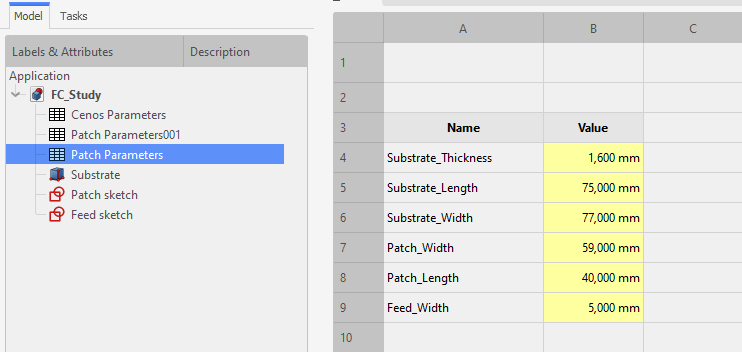 Model Tasks
Labels & Attributes Description
Application
FC_Study
Cenos Parameters
Patch Parameters001
Patch Parameters
Substrate
Patch sketch
Feed sketch
A B C
1
2
3 Name Value
4 Substrate_Thickness 1,600 mm
5 Substrate_Length 75,000 mm
6 Substrate_Width 77,000 mm
7 Patch_Width 59,000 mm
8 Patch_Length 40,000 mm
9 Feed_Width 5,000 mm
10